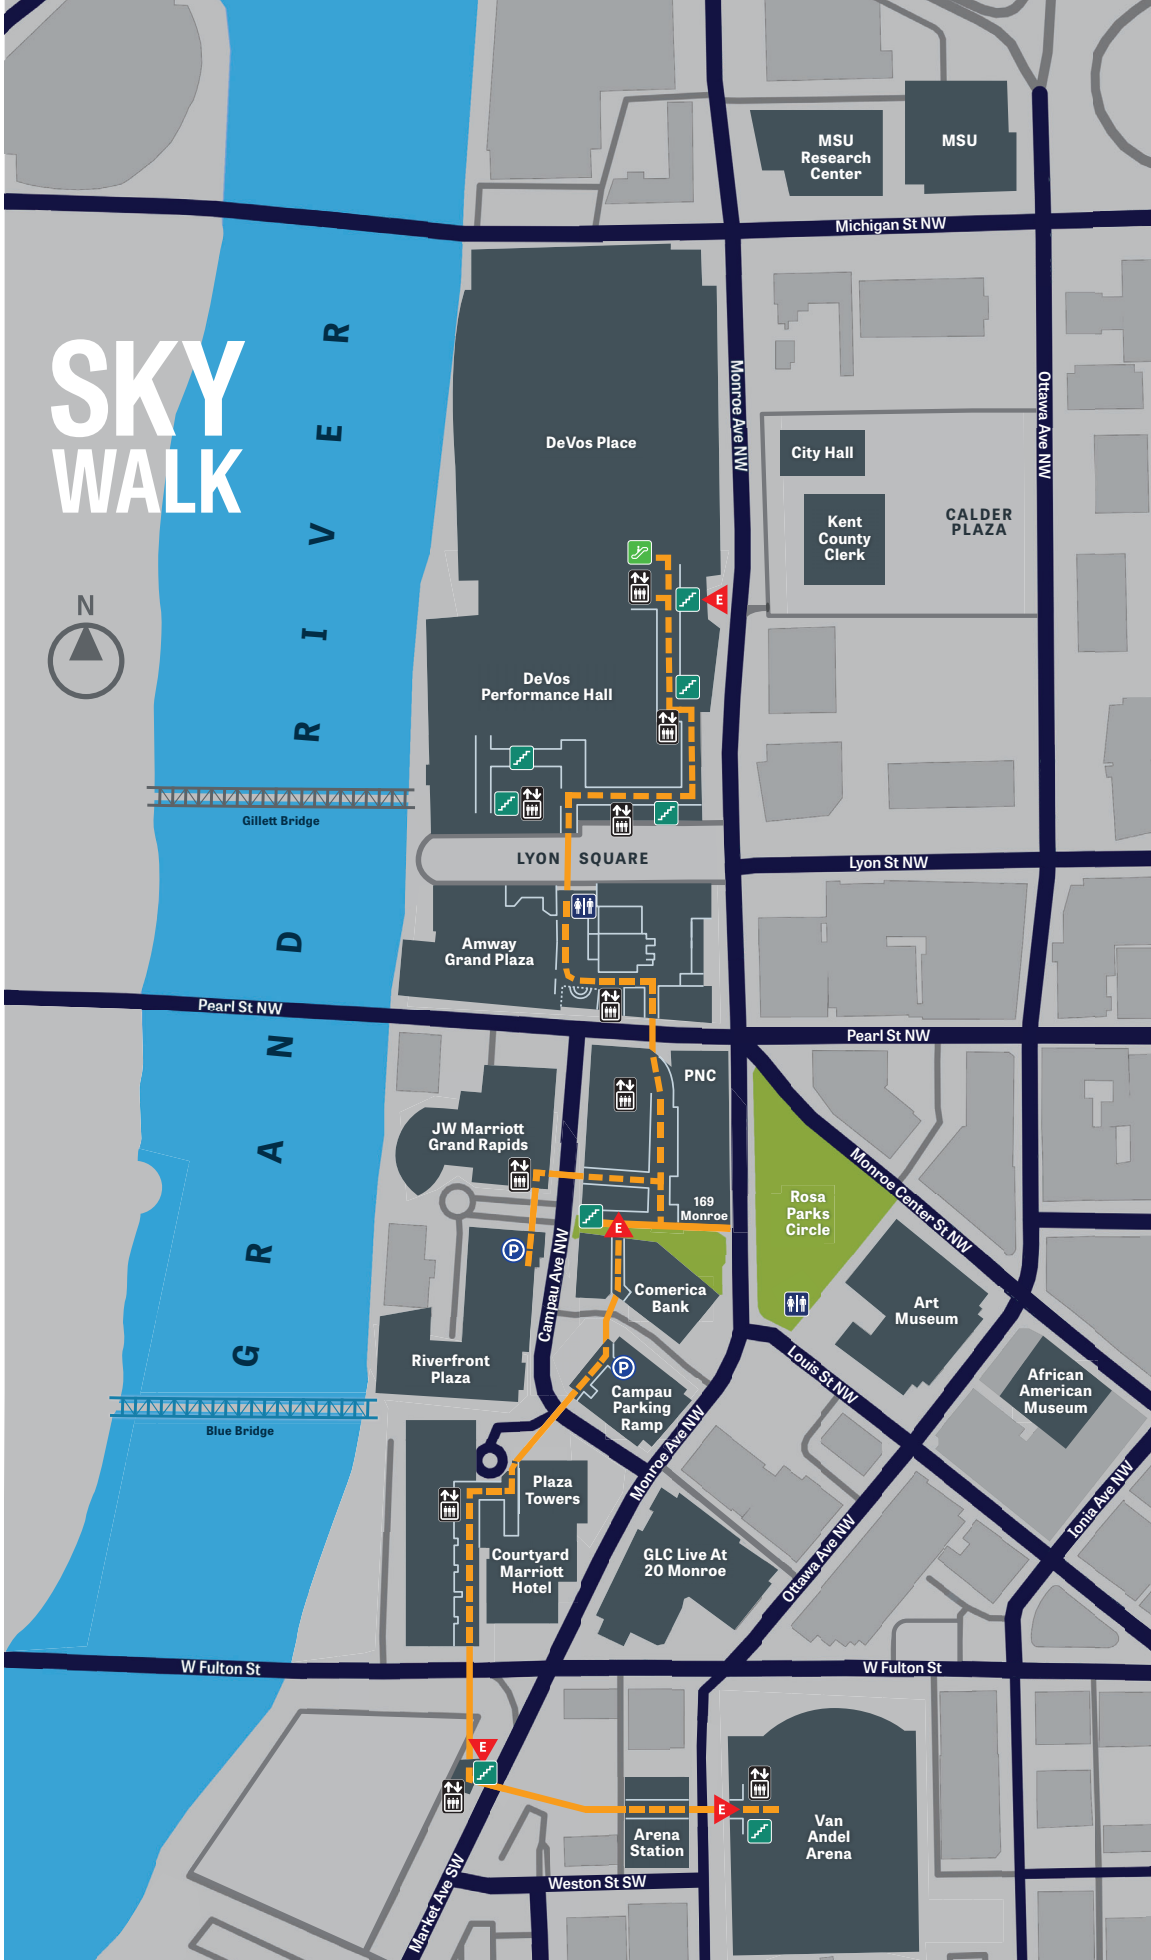 MSU
Research
Center
MSU
Michigan St NW
SKY
WALK
N
GRAND RIVER
Monroe Ave NW
Ottawa Ave NW
DeVos Place
City Hall
Kent
County
Clerk
CALDER
PLAZA
E
DeVos
Performance Hall
Gillett Bridge
LYON SQUARE
Lyon St NW
Amway
Grand Plaza
Pearl St NW
Pearl St NW
PNC
JW Marriott
Grand Rapids
Monroe Center St NW
Rosa
Parks
Circle
169
Monroe
E
P
Campau Ave NW
Comerica
Bank
Art
Museum
Riverfront
Plaza
P
Campau
Parking
Ramp
Louis St NW
African
American
Museum
Blue Bridge
Monroe Ave NW
Plaza
Towers
Ionia Ave NW
Courtyard
Marriott
Hotel
GLC Live At
20 Monroe
Ottawa Ave NW
W Fulton St
W Fulton St
E
E
Arena
Station
Van
Andel
Arena
Weston St SW
Market Ave SW